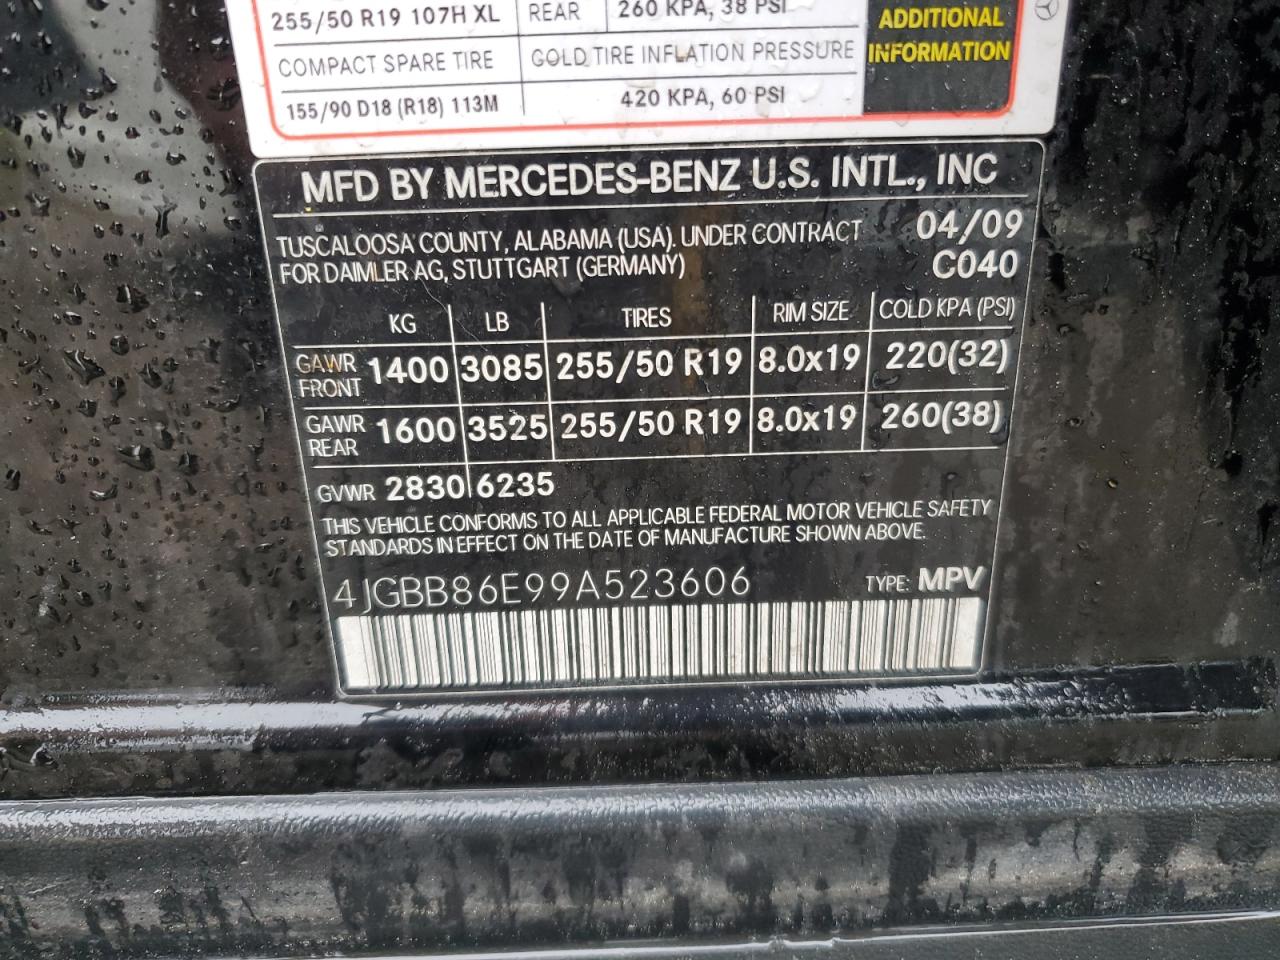 255/50 R19 107H XL REAR 260 KPA, 38 PSI
ADDITIONAL
INFORMATION
COMPACT SPARE TIRE COLD TIRE INFLATION PRESSURE
155/90 D18 (R18) 113M 420 KPA, 60 PSI
MFD BY MERCEDES-BENZ U.S. INTL., INC
TUSCALOOSA COUNTY, ALABAMA (USA). UNDER CONTRACT 04/09
FOR DAIMLER AG, STUTTGART (GERMANY) C040
KG LB TIRES RIM SIZE COLD KPA (PSI)
GAWR FRONT 1400 3085 255/50 R19 8.0x19 220(32)
GAWR REAR 1600 3525 255/50 R19 8.0x19 260(38)
GVWR 2830 6235
THIS VEHICLE CONFORMS TO ALL APPLICABLE FEDERAL MOTOR VEHICLE SAFETY
STANDARDS IN EFFECT ON THE DATE OF MANUFACTURE SHOWN ABOVE.
4JGBB86E99A523606 TYPE: MPV